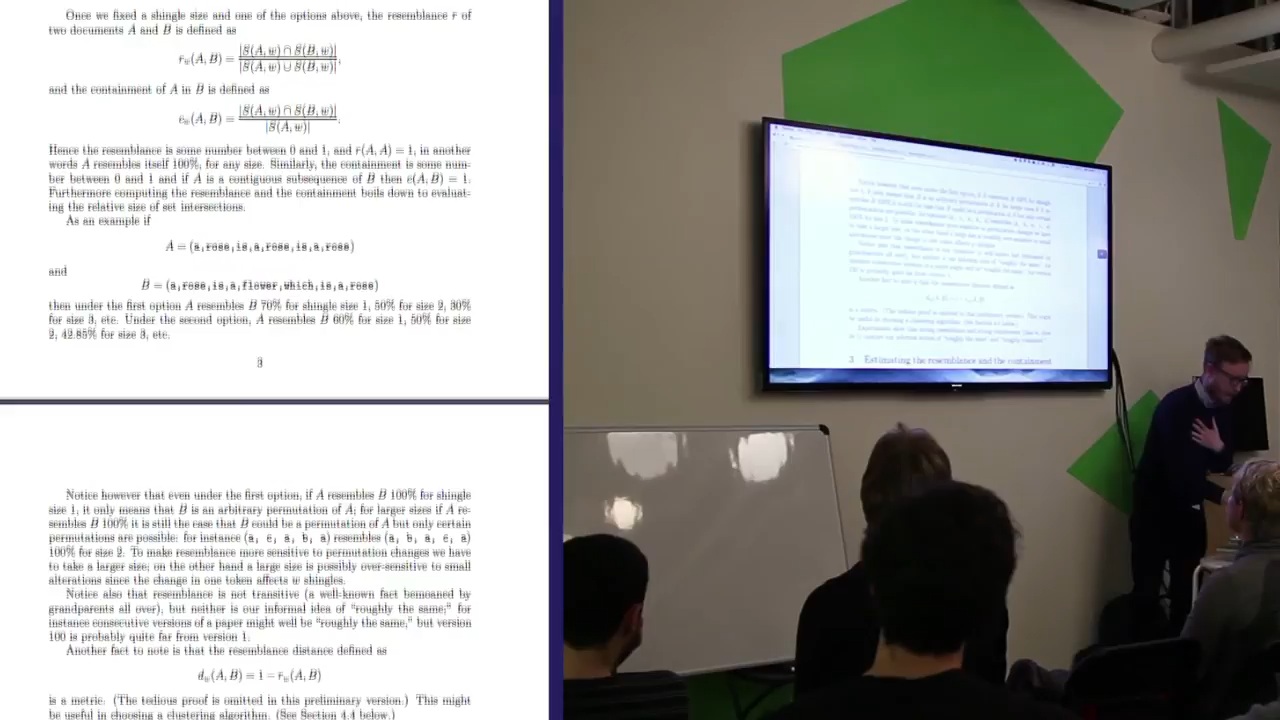 Once we fixed a shingle size and one of the options above, the resemblance r of
two documents A and B is defined as
r_w(A, B) = |S(A, w) ∩ S(B, w)| / |S(A, w) ∪ S(B, w)|,
and the containment of A in B is defined as
c_w(A, B) = |S(A, w) ∩ S(B, w)| / |S(A, w)|.
Hence the resemblance is some number between 0 and 1, and r(A, A) = 1, in another
words A resembles itself 100%, for any size. Similarly, the containment is some num-
ber between 0 and 1 and if A is a contiguous subsequence of B then c(A, B) = 1.
Furthermore computing the resemblance and the containment boils down to evaluat-
ing the relative size of set intersections.
As an example if
A = (a,rose,is,a,rose,is,a,rose)
and
B = (a,rose,is,a,flower,which,is,a,rose)
then under the first option A resembles B 70% for shingle size 1, 50% for size 2, 30%
for size 3, etc. Under the second option, A resembles B 60% for size 1, 50% for size
2, 42.85% for size 3, etc.
3
Notice however that even under the first option, if A resembles B 100% for shingle
size 1, it only means that B is an arbitrary permutation of A; for larger sizes if A re-
sembles B 100% it is still the case that B could be a permutation of A but only certain
permutations are possible: for instance (a, c, a, b, a) resembles (a, b, a, c, a)
100% for size 2. To make resemblance more sensitive to permutation changes we have
to take a larger size; on the other hand a large size is possibly over-sensitive to small
alterations since the change in one token affects w shingles.
Notice also that resemblance is not transitive (a well-known fact bemoaned by
grandparents all over), but neither is our informal idea of "roughly the same;" for
instance consecutive versions of a paper might well be "roughly the same," but version
100 is probably quite far from version 1.
Another fact to note is that the resemblance distance defined as
d_w(A, B) = 1 − r_w(A, B)
is a metric. (The tedious proof is omitted in this preliminary version.) This might
be useful in choosing a clustering algorithm. (See Section 4.4 below.)
3 Estimating the resemblance and the containment